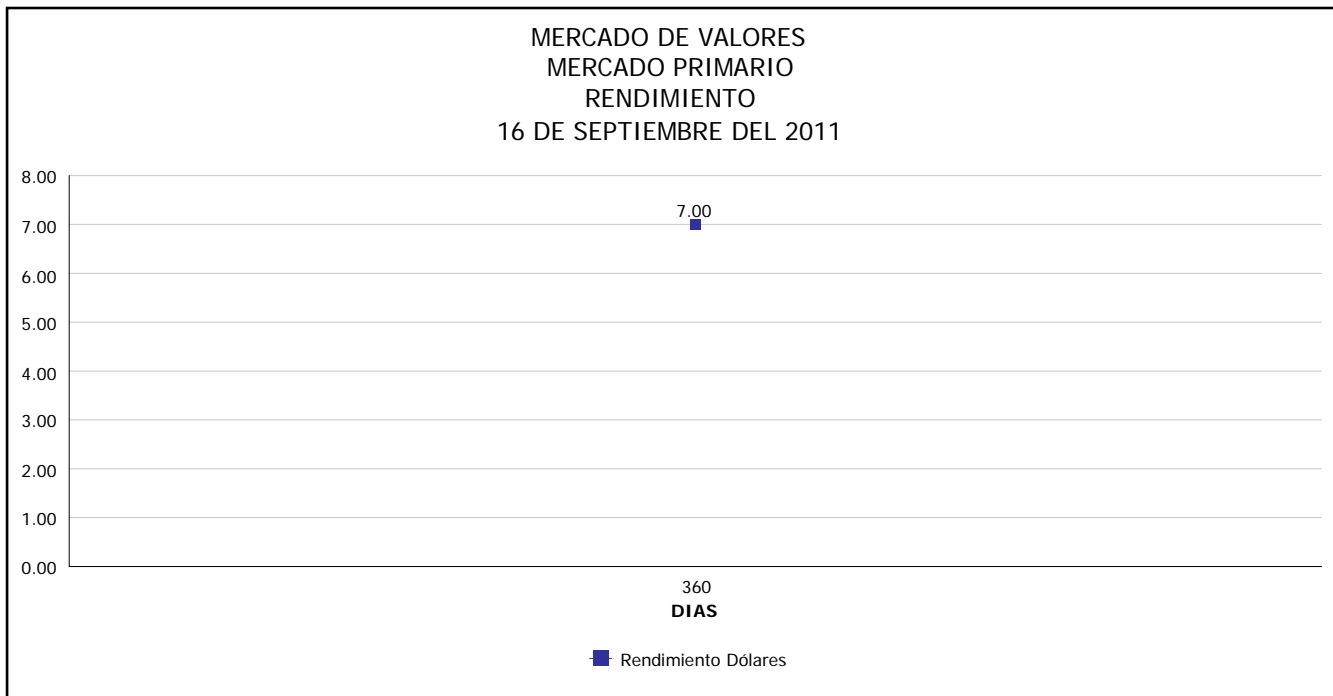 MERCADO DE VALORES
MERCADO PRIMARIO
RENDIMIENTO
16 DE SEPTIEMBRE DEL 2011
8.00
7.00
7.00
6.00
5.00
4.00
3.00
2.00
1.00
0.00
360
DIAS
Rendimiento Dólares